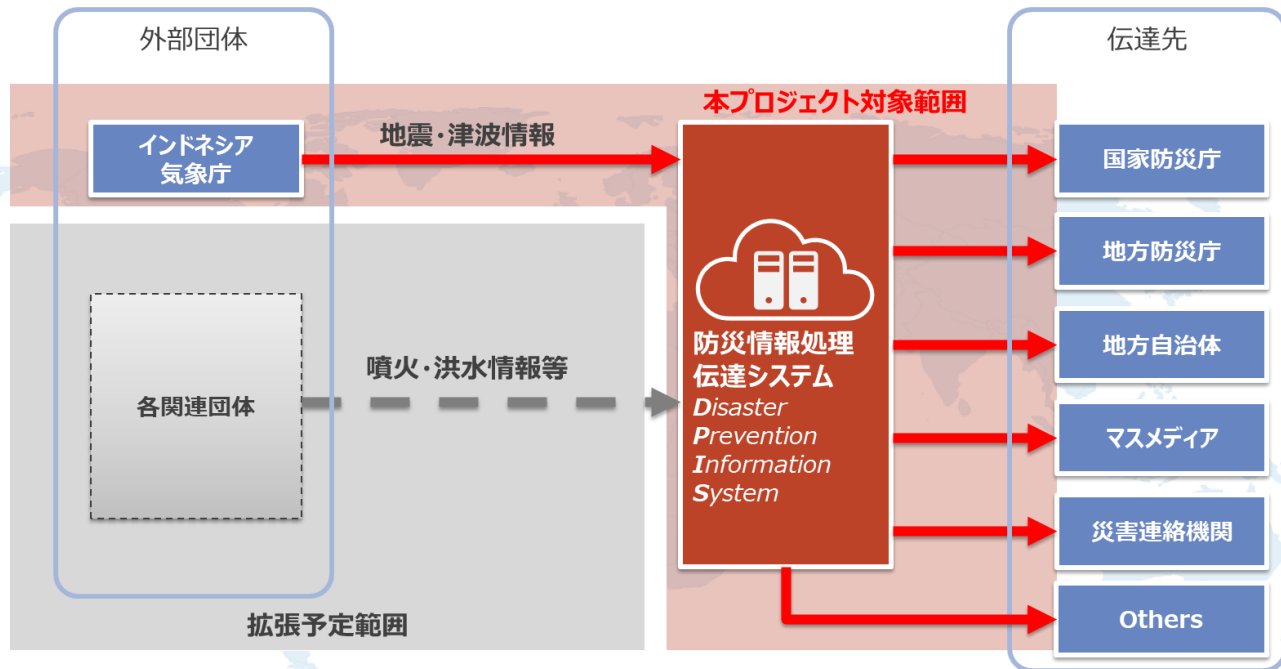 外部団体
伝達先
本プロジェクト対象範囲
インドネシア
気象庁
地震・津波情報
国家防災庁
地方防災庁
地方自治体
マスメディア
災害連絡機関
Others
防災情報処理
伝達システム
Disaster
Prevention
Information
System
噴火・洪水情報等
各関連団体
拡張予定範囲